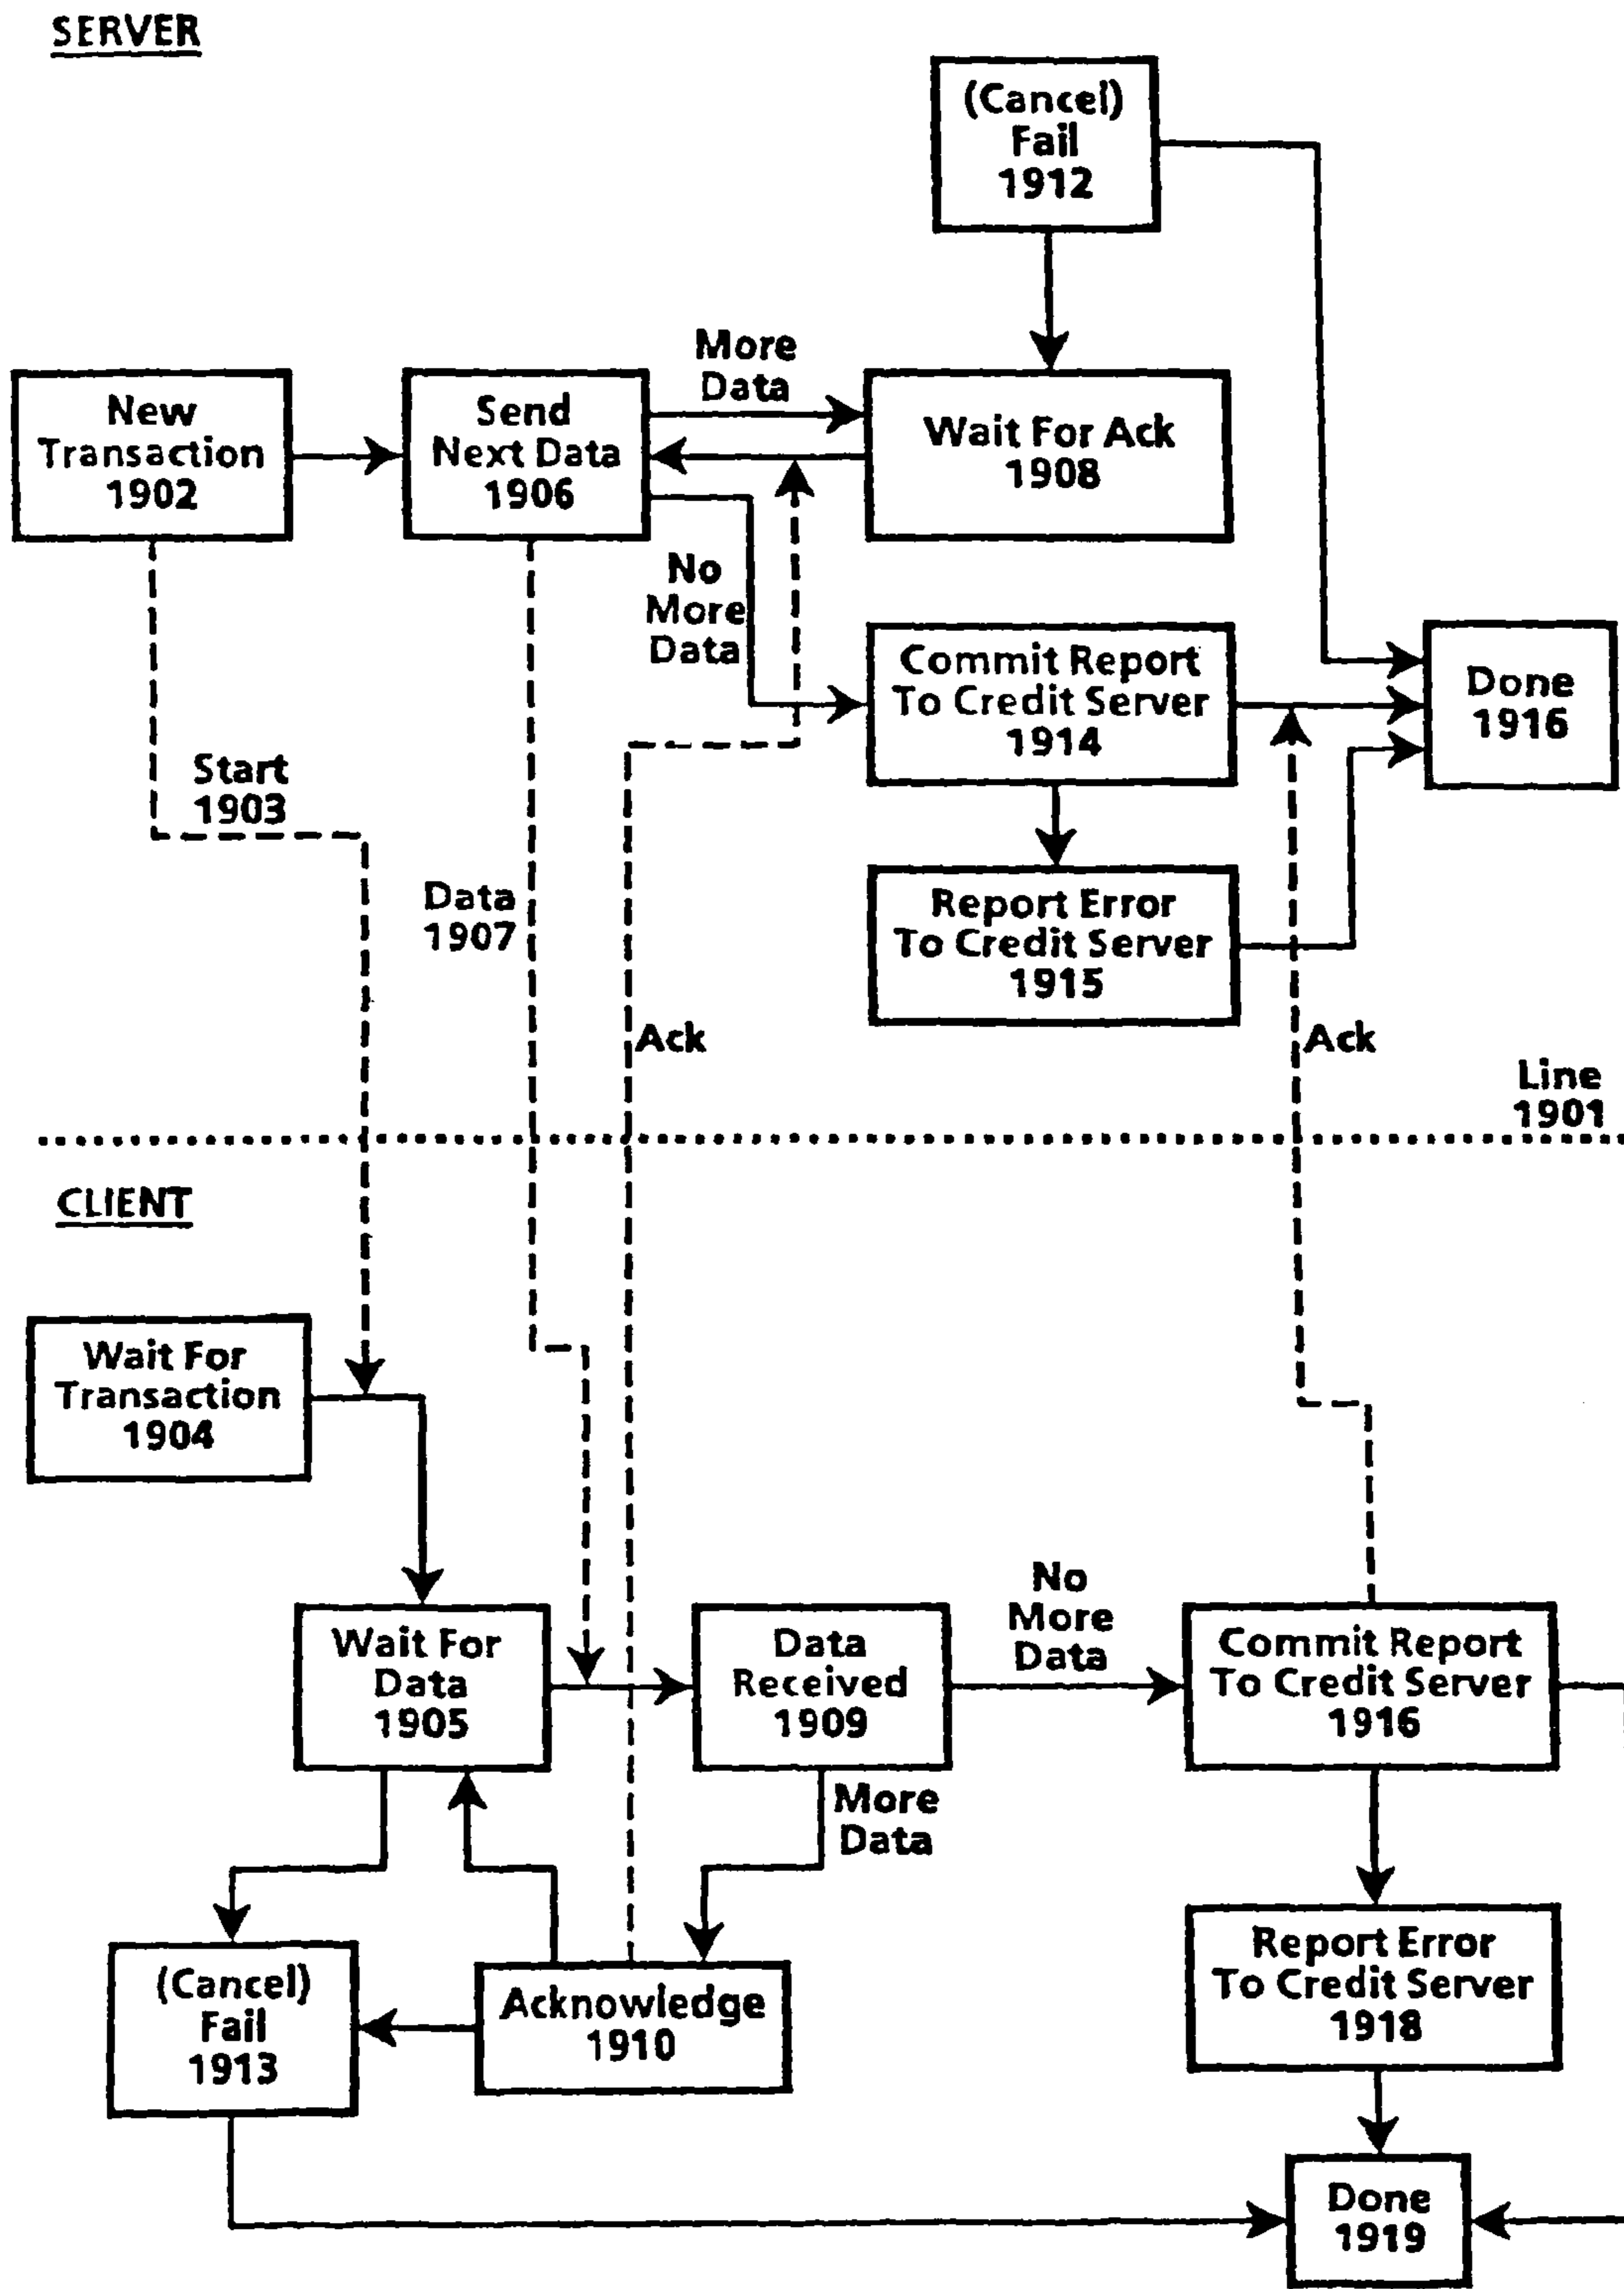 SERVER
(Cancel)
Fail
1912
More
Data
New
Transaction
1902
Send
Next Data
1906
Wait For Ack
1908
No
More
Data
Commit Report
To Credit Server
1914
Done
1916
Start
1903
Data
1907
Report Error
To Credit Server
1915
Ack
Ack
Line
1901
CLIENT
Wait For
Transaction
1904
Wait For
Data
1905
Data
Received
1909
No
More
Data
Commit Report
To Credit Server
1916
More
Data
(Cancel)
Fail
1913
Acknowledge
1910
Report Error
To Credit Server
1918
Done
1919